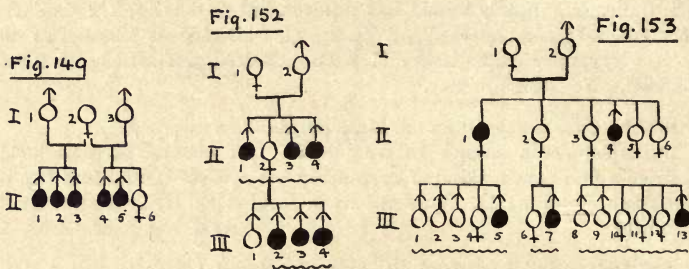 Fig.149
I 1 2 3
II 1 2 3 4 5 6
Fig.152
I 1 2
II 1 2 3 4
III 1 2 3 4
Fig.153
I 1 2
II 1 2 3 4 5 6
III 1 2 3 4 5 6 7 8 9 10 11 12 13